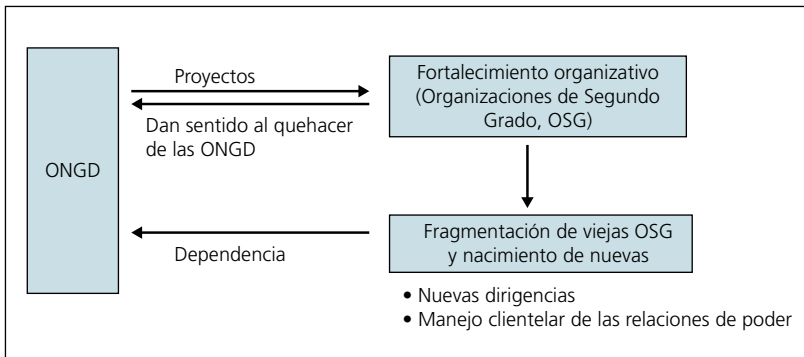 ONGD
Proyectos
Dan sentido al quehacer
de las ONGD
Fortalecimiento organizativo
(Organizaciones de Segundo
Grado, OSG)
Dependencia
Fragmentación de viejas OSG
y nacimiento de nuevas
• Nuevas dirigencias
• Manejo clientelar de las relaciones de poder